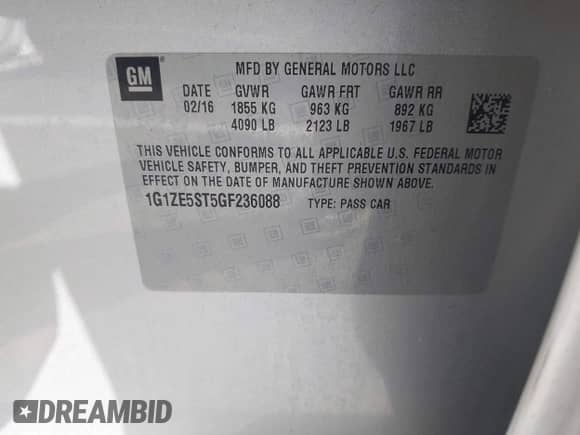 GM
MFD BY GENERAL MOTORS LLC
DATE GVWR GAWR FRT GAWR RR
02/16 1855 KG 963 KG 892 KG
4090 LB 2123 LB 1967 LB
THIS VEHICLE CONFORMS TO ALL APPLICABLE U.S. FEDERAL MOTOR
VEHICLE SAFETY, BUMPER, AND THEFT PREVENTION STANDARDS IN
EFFECT ON THE DATE OF MANUFACTURE SHOWN ABOVE.
1G1ZE5ST5GF236088 TYPE: PASS CAR
DREAMBID